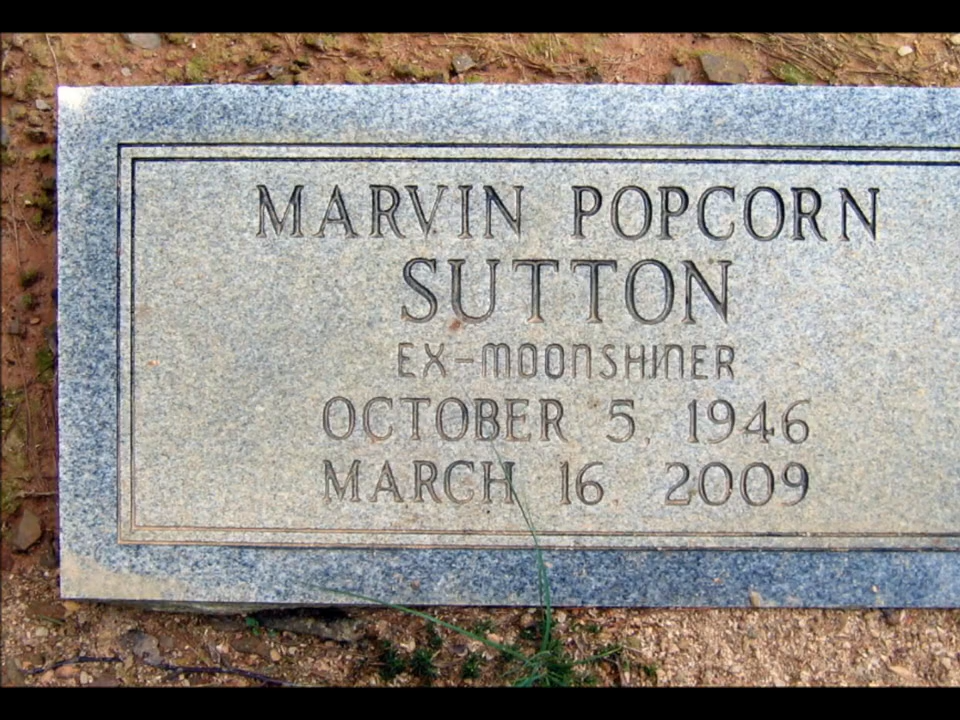 MARVIN POPCORN
SUTTON
EX-MOONSHINER
OCTOBER 5, 1946
MARCH 16 2009